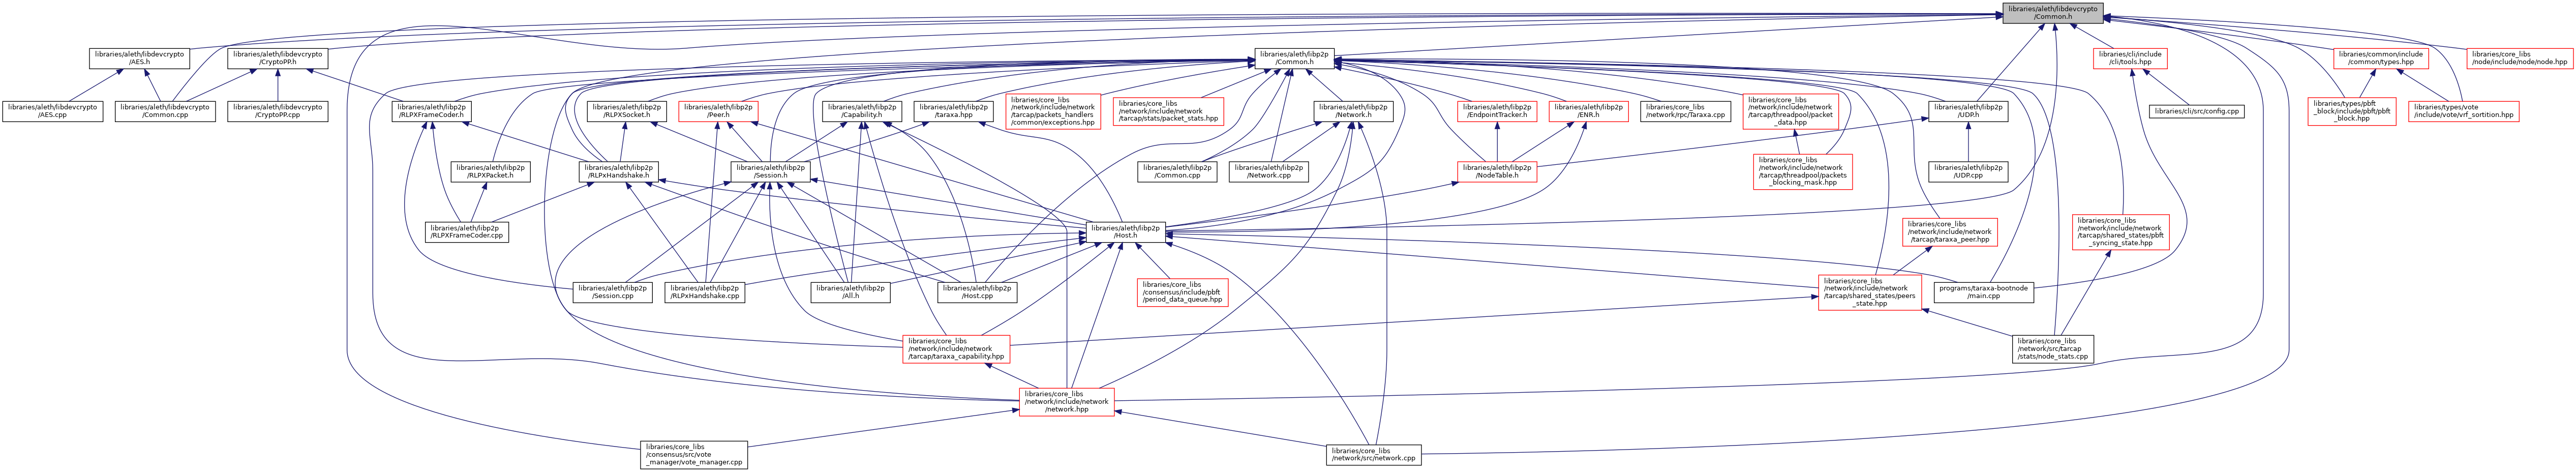 libraries/aleth/libdevcrypto
/Common.h
libraries/aleth/libdevcrypto
/AES.h
libraries/aleth/libdevcrypto
/CryptoPP.h
libraries/aleth/libp2p
/Common.h
libraries/cli/include
/cli/tools.hpp
libraries/common/include
/common/types.hpp
libraries/core_libs
/node/include/node/node.hpp
libraries/aleth/libdevcrypto
/AES.cpp
libraries/aleth/libdevcrypto
/Common.cpp
libraries/aleth/libdevcrypto
/CryptoPP.cpp
libraries/aleth/libp2p
/RLPXFrameCoder.h
libraries/aleth/libp2p
/RLPXSocket.h
libraries/aleth/libp2p
/Peer.h
libraries/aleth/libp2p
/Capability.h
libraries/aleth/libp2p
/taraxa.hpp
libraries/core_libs
/network/include/network
/tarcap/packets_handlers
/common/exceptions.hpp
libraries/core_libs
/network/include/network
/tarcap/stats/packet_stats.hpp
libraries/aleth/libp2p
/Network.h
libraries/aleth/libp2p
/EndpointTracker.h
libraries/aleth/libp2p
/ENR.h
libraries/core_libs
/network/rpc/Taraxa.cpp
libraries/core_libs
/network/include/network
/tarcap/threadpool/packet
_data.hpp
libraries/aleth/libp2p
/UDP.h
libraries/cli/src/config.cpp
libraries/types/pbft
_block/include/pbft/pbft
_block.hpp
libraries/types/vote
/include/vote/vrf_sortition.hpp
libraries/aleth/libp2p
/RLPXPacket.h
libraries/aleth/libp2p
/RLPxHandshake.h
libraries/aleth/libp2p
/Session.h
libraries/aleth/libp2p
/Common.cpp
libraries/aleth/libp2p
/Network.cpp
libraries/aleth/libp2p
/NodeTable.h
libraries/core_libs
/network/include/network
/tarcap/threadpool/packets
_blocking_mask.hpp
libraries/aleth/libp2p
/UDP.cpp
libraries/aleth/libp2p
/RLPXFrameCoder.cpp
libraries/aleth/libp2p
/Host.h
libraries/core_libs
/network/include/network
/tarcap/taraxa_peer.hpp
libraries/core_libs
/network/include/network
/tarcap/shared_states/pbft
_syncing_state.hpp
libraries/aleth/libp2p
/Session.cpp
libraries/aleth/libp2p
/RLPxHandshake.cpp
libraries/aleth/libp2p
/All.h
libraries/aleth/libp2p
/Host.cpp
libraries/core_libs
/consensus/include/pbft
/period_data_queue.hpp
libraries/core_libs
/network/include/network
/tarcap/shared_states/peers
_state.hpp
programs/taraxa-bootnode
/main.cpp
libraries/core_libs
/network/include/network
/tarcap/taraxa_capability.hpp
libraries/core_libs
/network/src/tarcap
/stats/node_stats.cpp
libraries/core_libs
/network/include/network
/network.hpp
libraries/core_libs
/consensus/src/vote
_manager/vote_manager.cpp
libraries/core_libs
/network/src/network.cpp